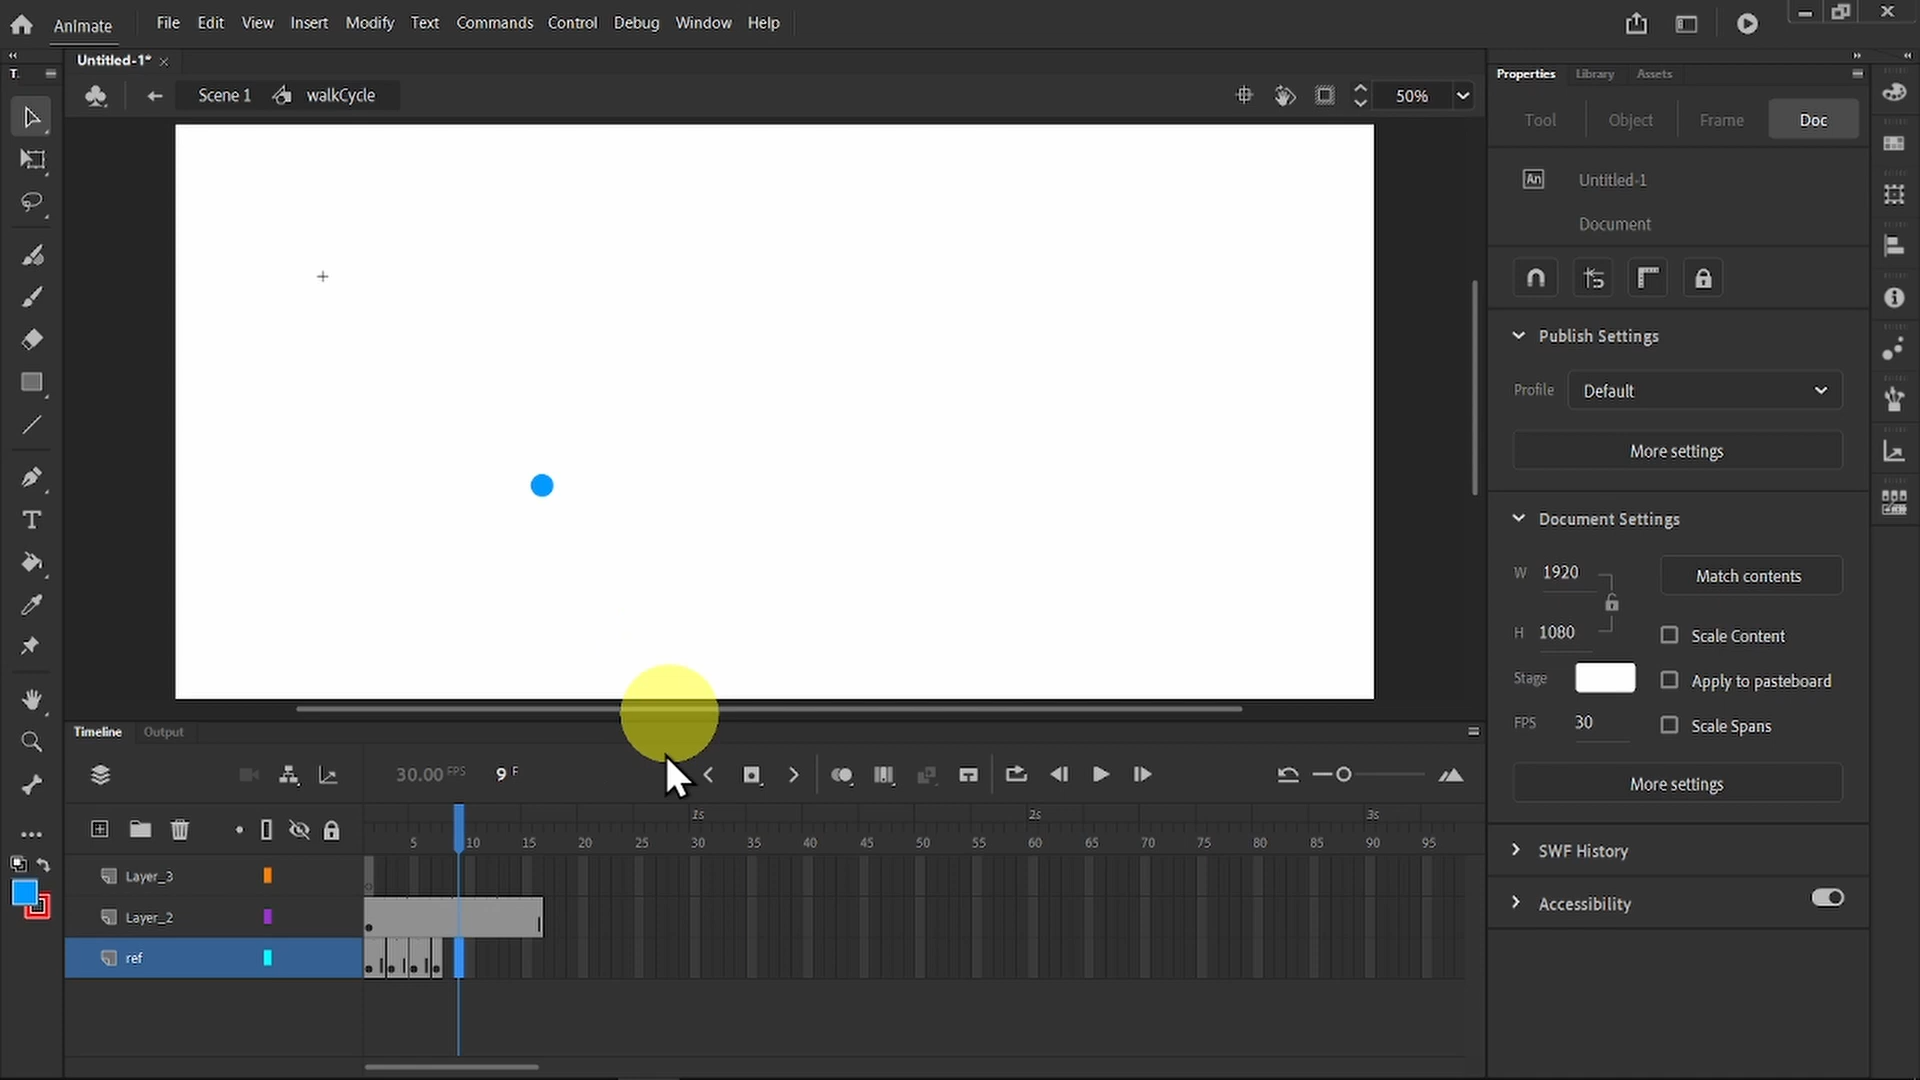 Animate File Edit View Insert Modify Text Commands Control Debug Window Help
Untitled-1*
Scene 1 walkCycle 50%
T.
Properties Library Assets
Tool Object Frame Doc
An Untitled-1
Document
Publish Settings
Profile Default
More settings
Document Settings
W 1920 Match contents
H 1080 Scale Content
Stage Apply to pasteboard
FPS 30 Scale Spans
More settings
SWF History
Accessibility
Timeline Output
30.00 FPS 9 F
1s 2s 3s
5 10 15 20 25 30 35 40 45 50 55 60 65 70 75 80 85 90 95
Layer_3
Layer_2
ref